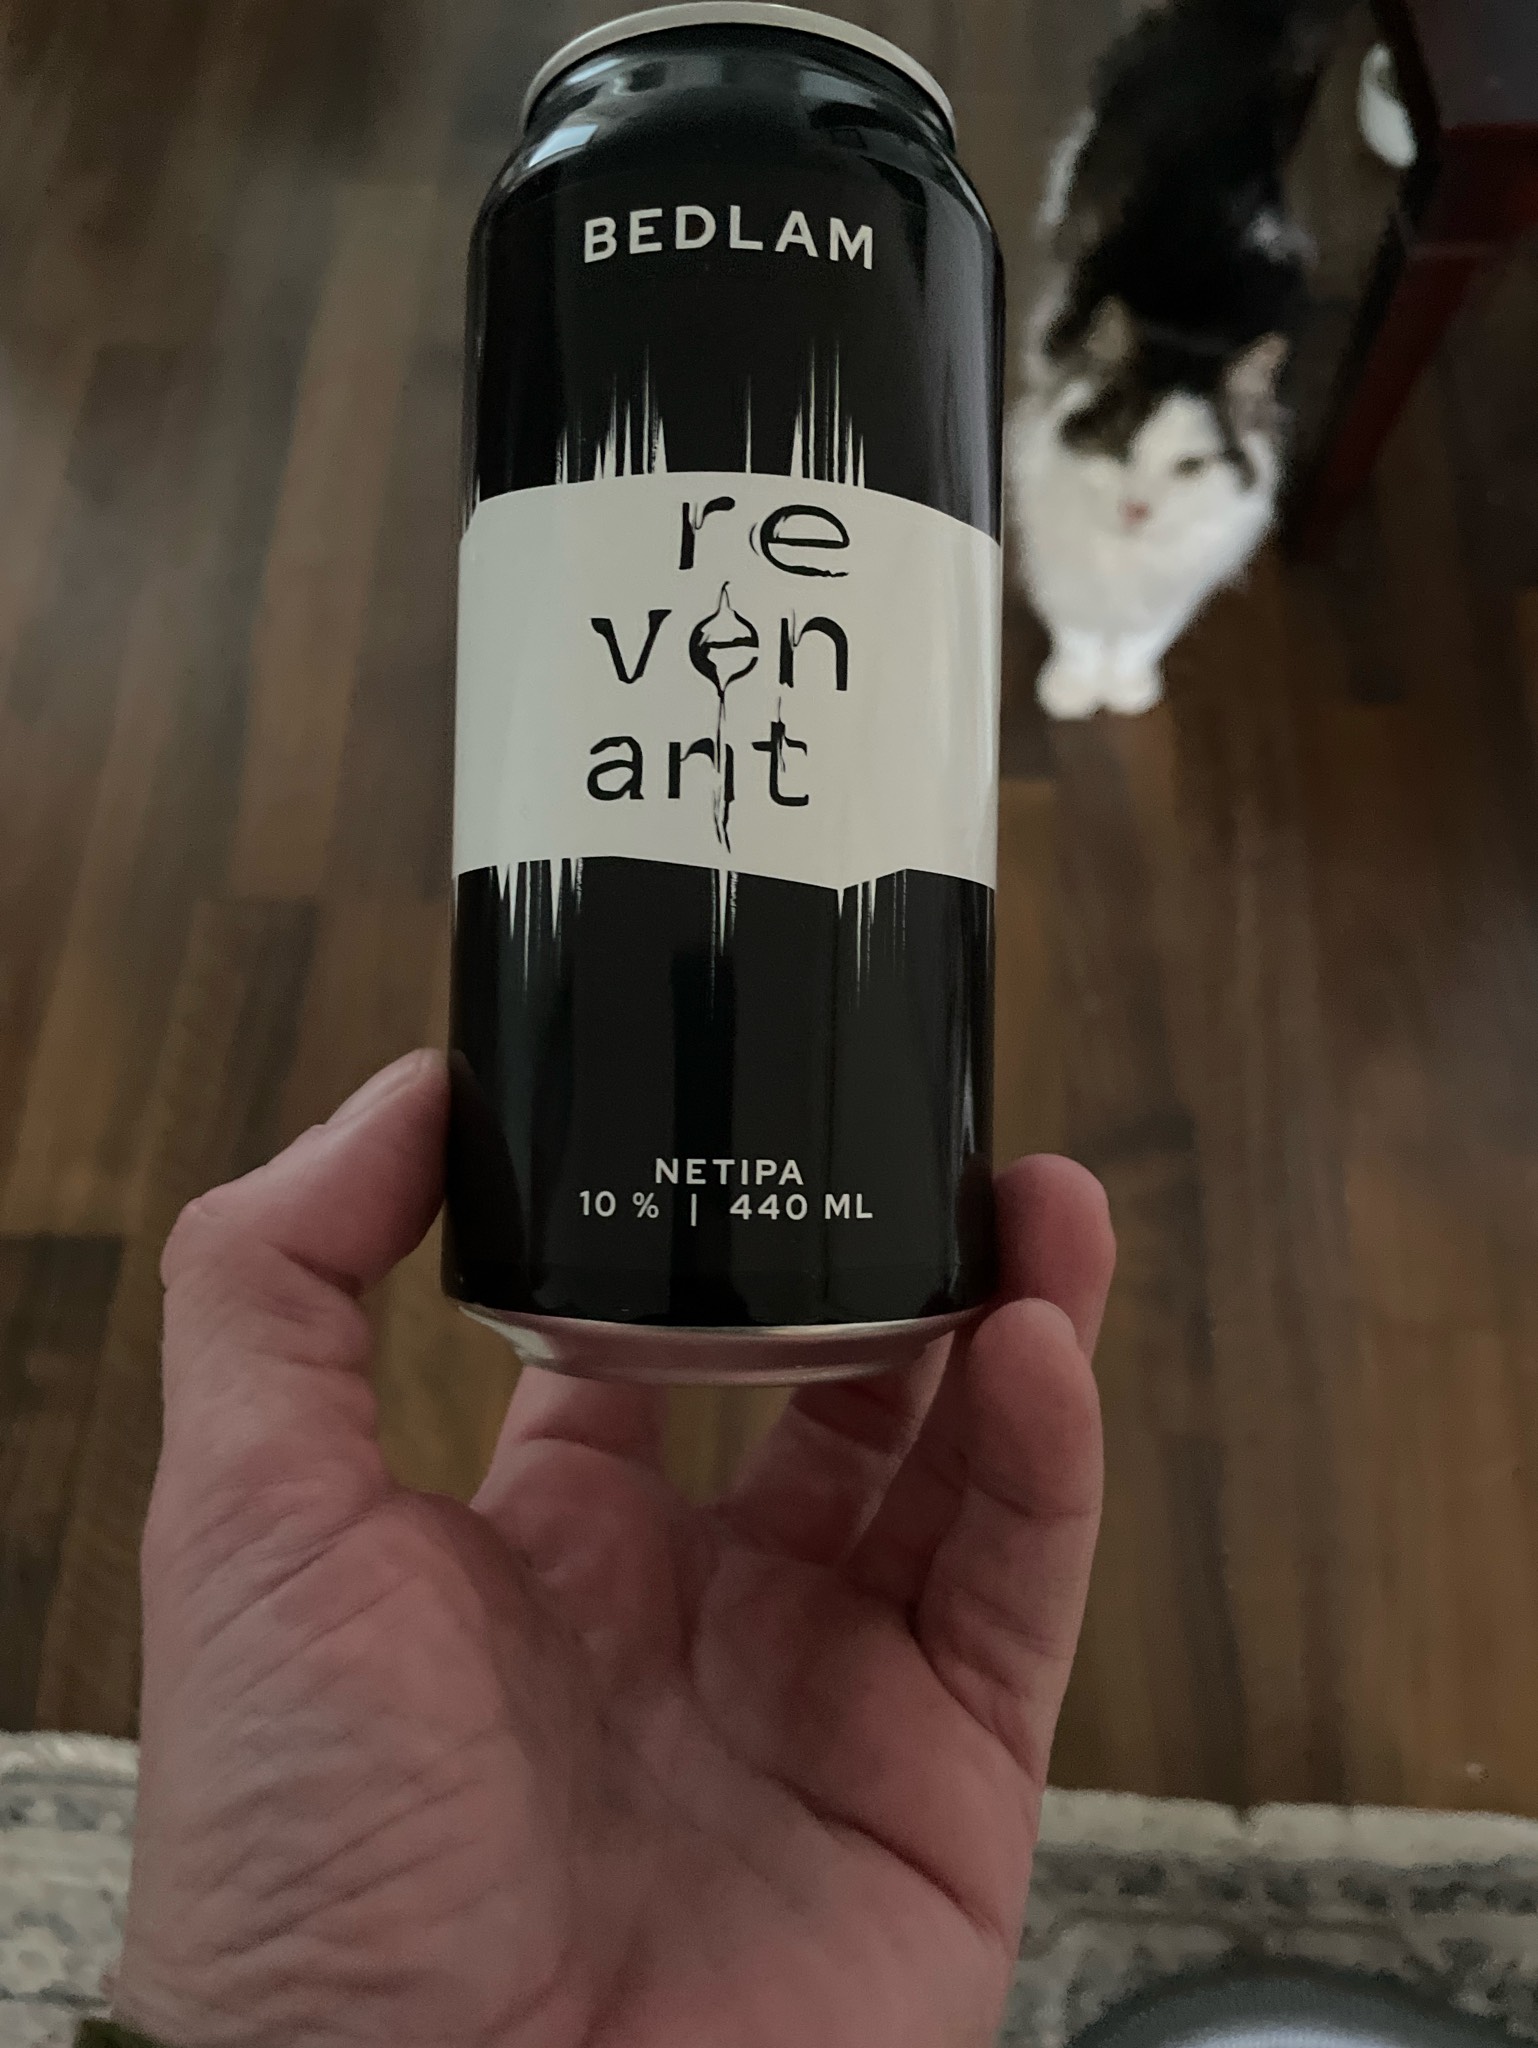 BEDLAM
re
ven
ant
NETIPA
10 % | 440 ML